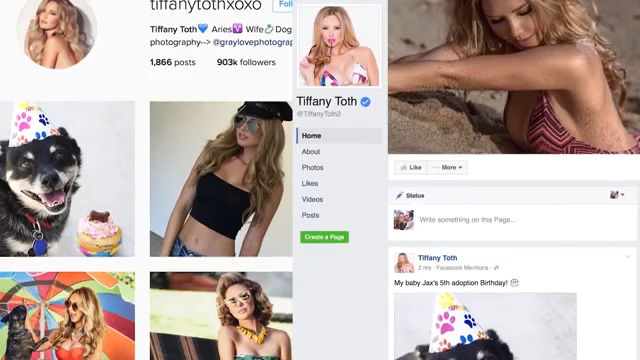 tiffanytothxoxo
Tiffany Toth💙 Aries♈ Wife💍 Dog
photography--> @graylovephotograp
1,866 posts
903k followers
Tiffany Toth
@TiffanyToth2
Home
About
Photos
Likes
Videos
Posts
Create a Page
Like
More
Status
Write something on this Page...
Tiffany Toth
2 hrs · Facebook Mentions ·
My baby Jax's 5th adoption Birthday!